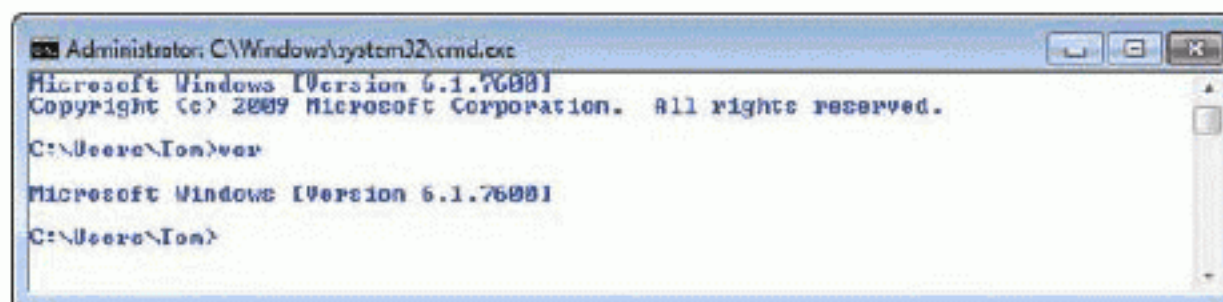 Administrator: C:\Windows\system32\cmd.exe
Microsoft Windows [Version 6.1.7600]
Copyright (c) 2009 Microsoft Corporation.  All rights reserved.
C:\Users\Tom>ver
Microsoft Windows [Version 6.1.7600]
C:\Users\Tom>